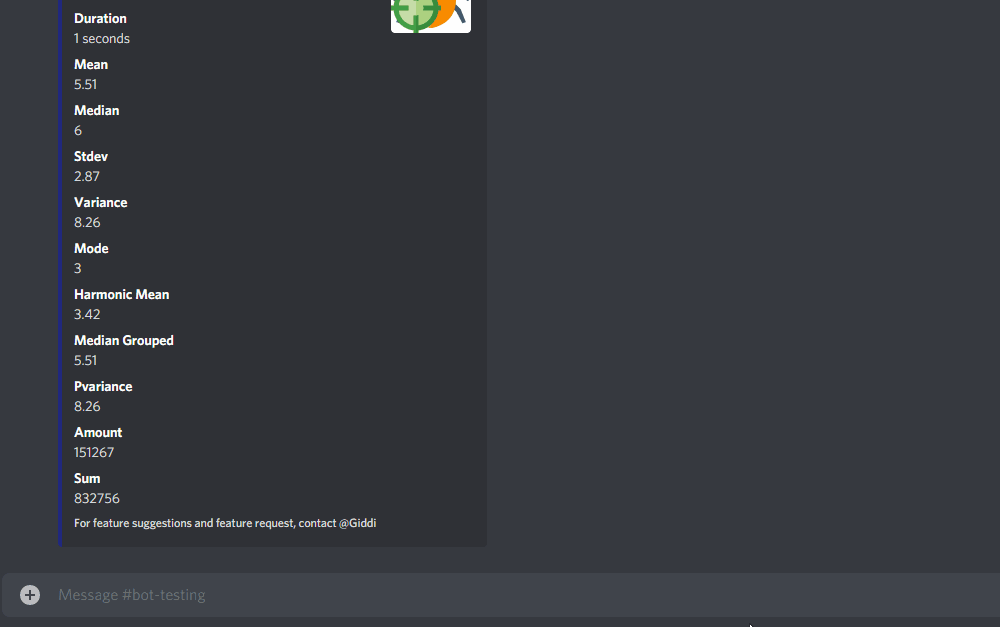 Duration
1 seconds
Mean
5.51
Median
6
Stdev
2.87
Variance
8.26
Mode
3
Harmonic Mean
3.42
Median Grouped
5.51
Pvariance
8.26
Amount
151267
Sum
832756
For feature suggestions and feature request, contact @Giddi
Message #bot-testing